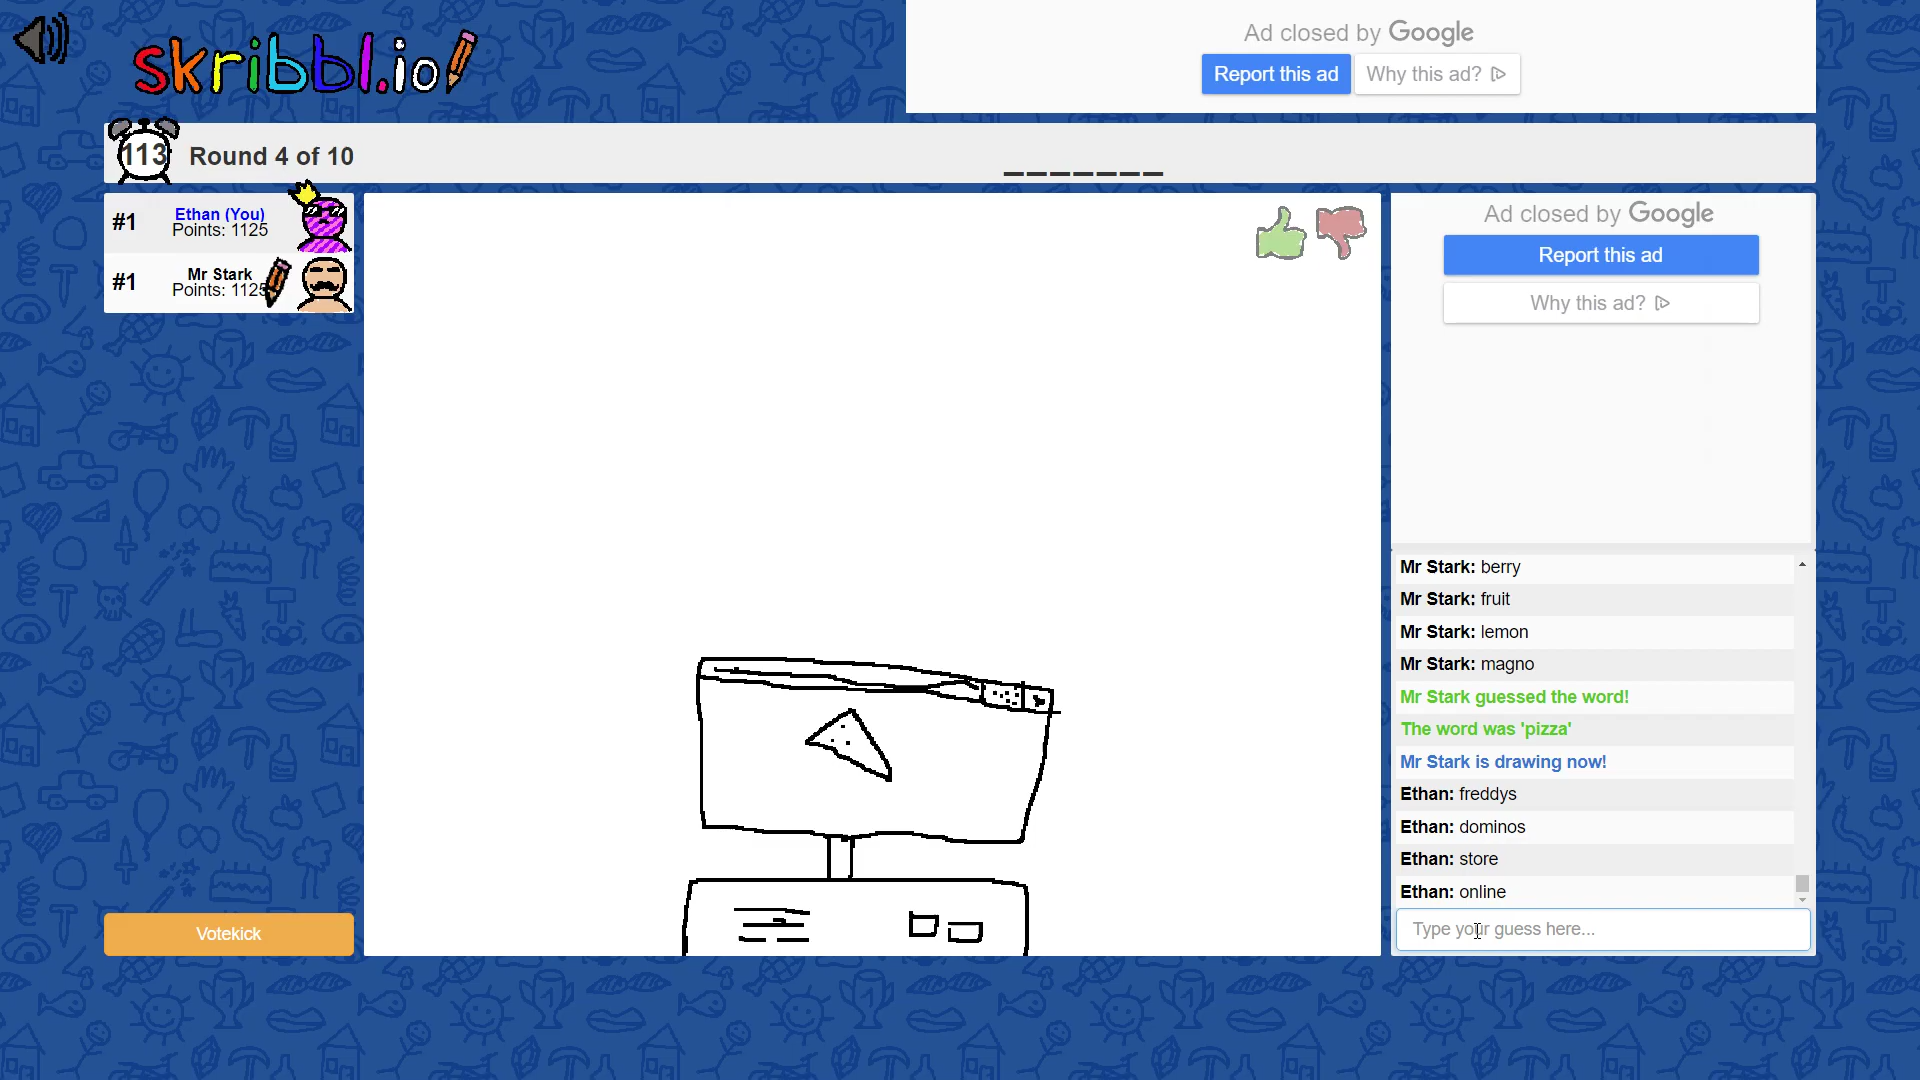 skribbl.io
Ad closed by Google
Report this ad
Why this ad?
113
Round 4 of 10
_______
#1
Ethan (You)
Points: 1125
#1
Mr Stark
Points: 1125
Votekick
Ad closed by Google
Report this ad
Why this ad?
Mr Stark: berry
Mr Stark: fruit
Mr Stark: lemon
Mr Stark: magno
Mr Stark guessed the word!
The word was 'pizza'
Mr Stark is drawing now!
Ethan: freddys
Ethan: dominos
Ethan: store
Ethan: online
Type your guess here...